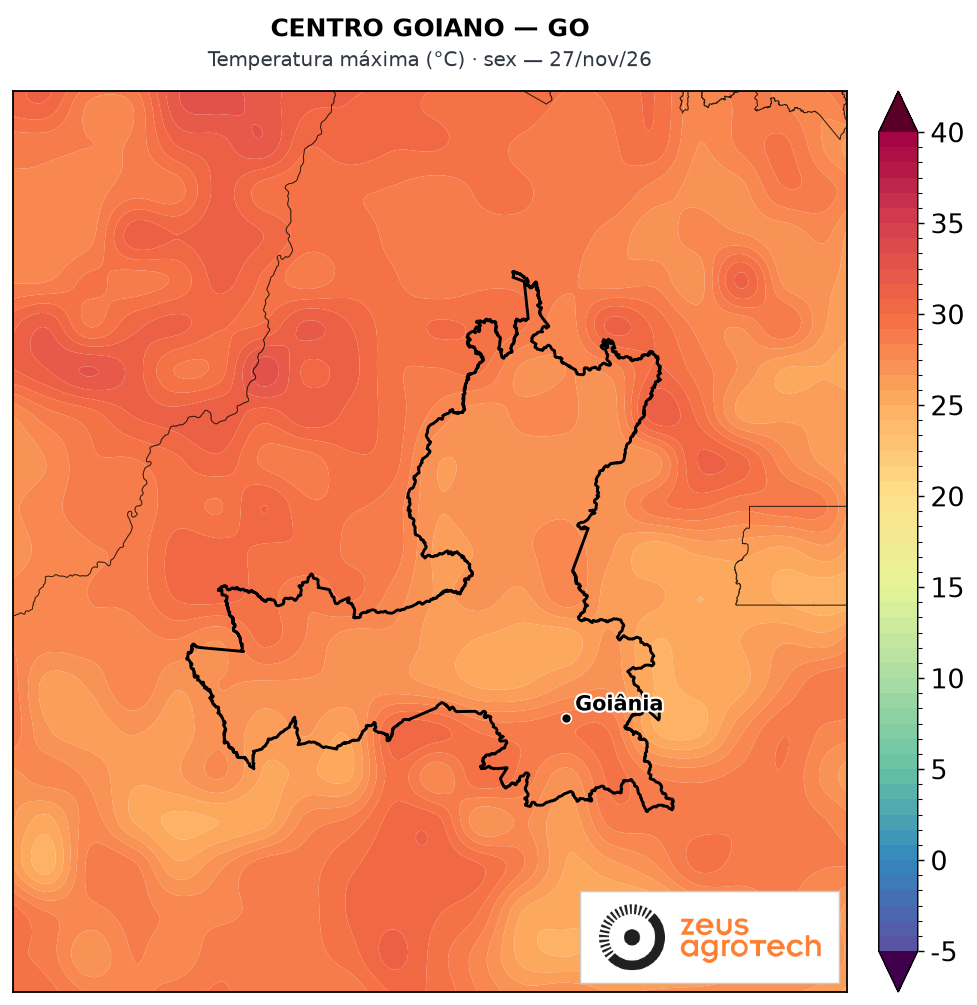 CENTRO GOIANO — GO
Temperatura máxima (°C) · sex — 27/nov/26
40
35
30
25
20
15
10
5
0
-5
Goiânia
zeus
agrotech